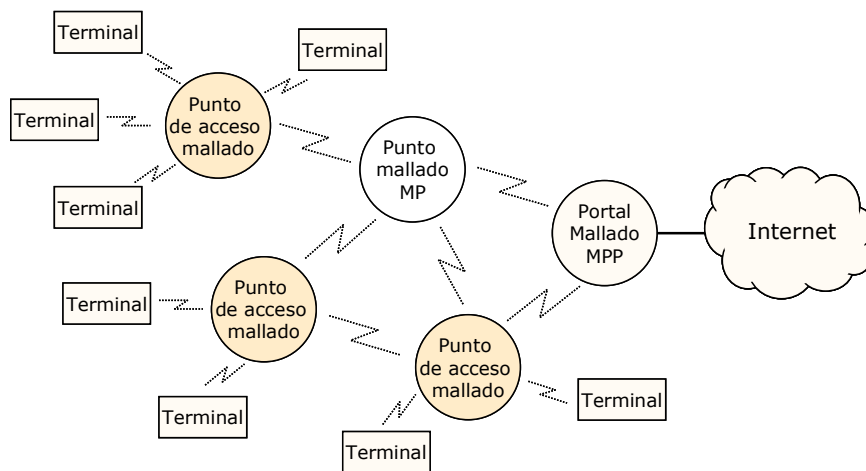 Terminal
Terminal
Terminal
Terminal
Punto
de acceso
mallado
Punto
mallado
MP
Portal
Mallado
MPP
Internet
Terminal
Punto
de acceso
mallado
Terminal
Punto
de acceso
mallado
Terminal
Terminal